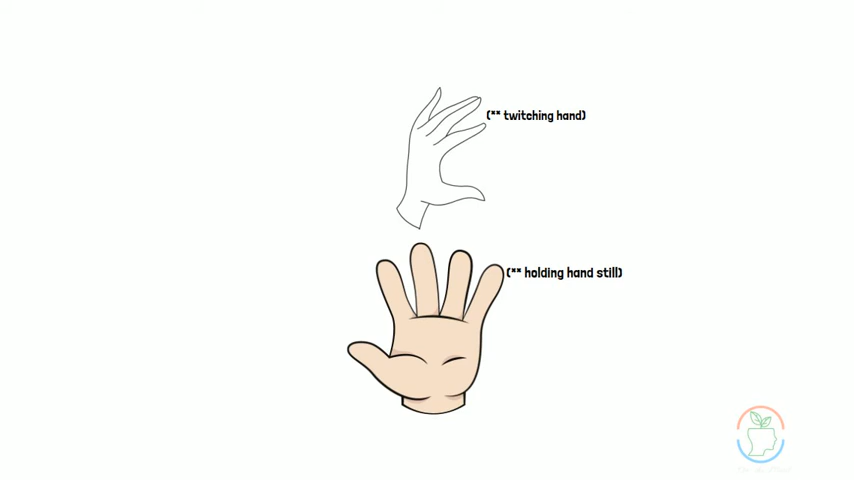 (** twitching hand)
(** holding hand still)